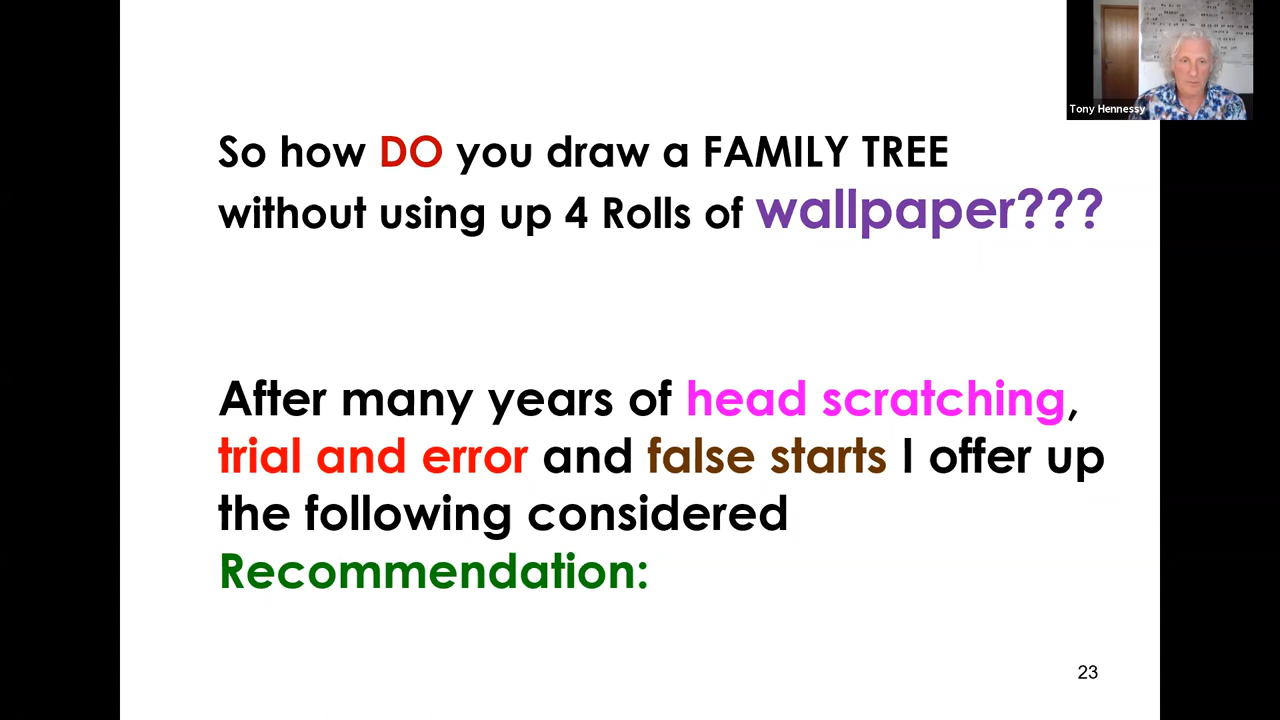 Tony Hennessy
So how DO you draw a FAMILY TREE
without using up 4 Rolls of wallpaper???
After many years of head scratching,
trial and error and false starts I offer up
the following considered
Recommendation:
23